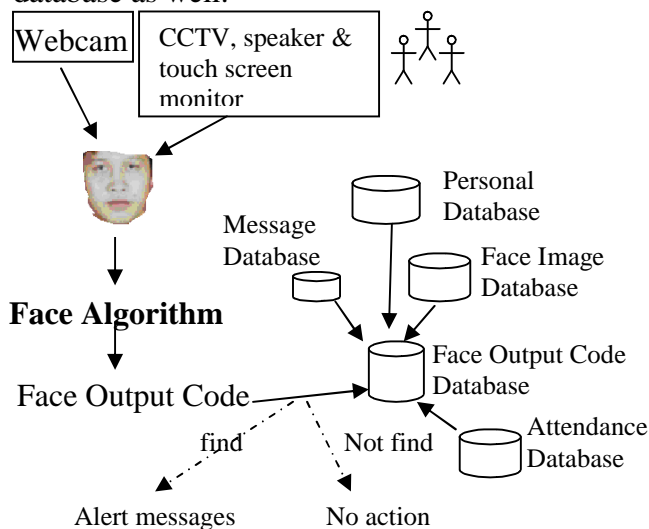 database as well.
Webcam
CCTV, speaker &
touch screen
monitor
Personal
Database
Message
Database
Face Image
Database
Face Algorithm
Face Output Code
Database
Face Output Code
find
Not find
Attendance
Database
Alert messages
No action